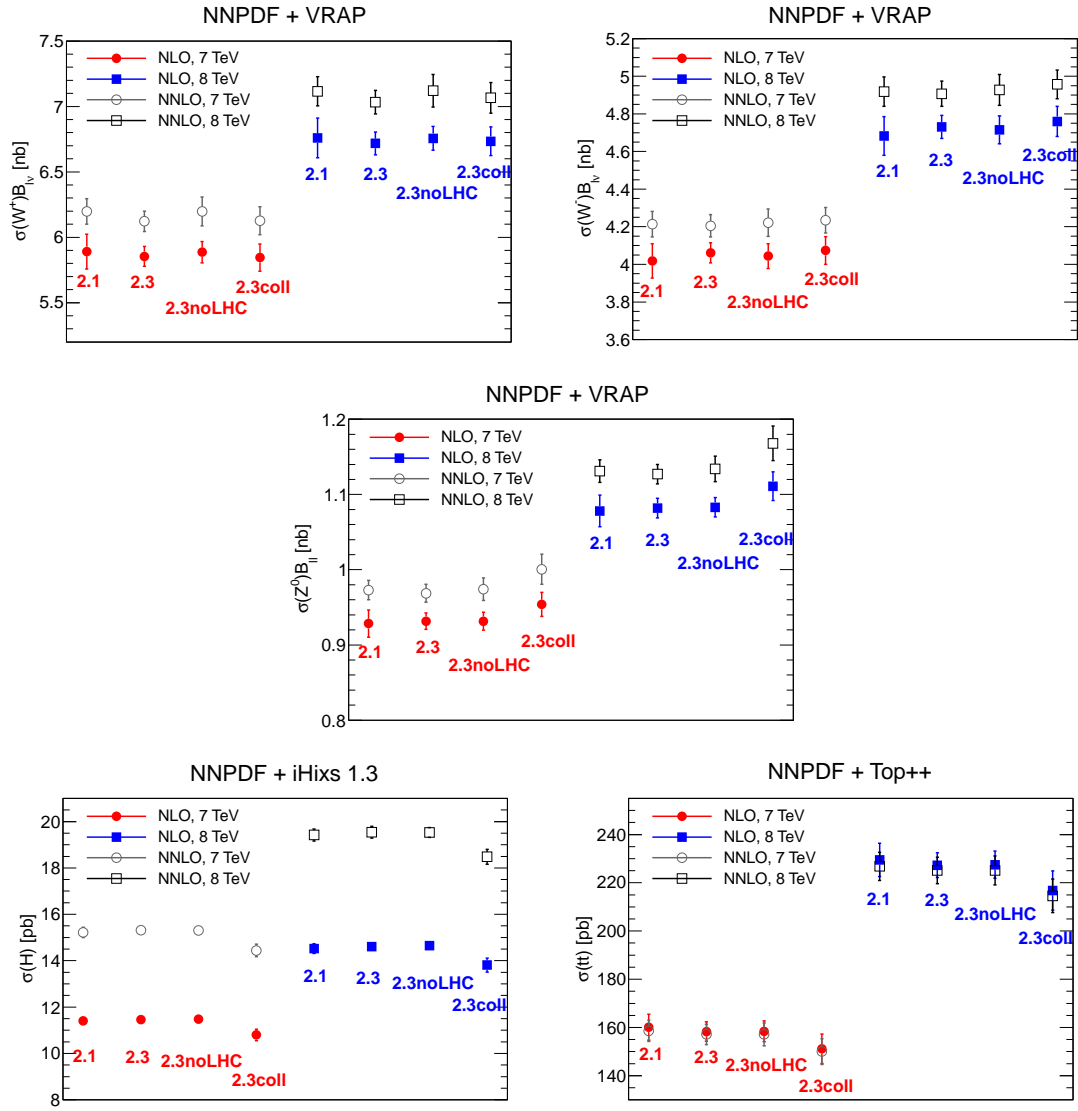 NNPDF + VRAP
σ(W⁺)B_lν [nb]
7.5
7
6.5
6
5.5
NLO, 7 TeV
NLO, 8 TeV
NNLO, 7 TeV
NNLO, 8 TeV
2.1
2.3
2.3noLHC
2.3coll
2.1
2.3
2.3noLHC
2.3coll
NNPDF + VRAP
σ(W⁻)B_lν [nb]
5.2
5
4.8
4.6
4.4
4.2
4
3.8
3.6
NLO, 7 TeV
NLO, 8 TeV
NNLO, 7 TeV
NNLO, 8 TeV
2.1
2.3
2.3noLHC
2.3coll
2.1
2.3
2.3noLHC
2.3coll
NNPDF + VRAP
σ(Z⁰)B_ll [nb]
1.2
1.1
1
0.9
0.8
NLO, 7 TeV
NLO, 8 TeV
NNLO, 7 TeV
NNLO, 8 TeV
2.1
2.3
2.3noLHC
2.3coll
2.1
2.3
2.3noLHC
2.3coll
NNPDF + iHixs 1.3
σ(H) [pb]
20
18
16
14
12
10
8
NLO, 7 TeV
NLO, 8 TeV
NNLO, 7 TeV
NNLO, 8 TeV
2.1
2.3
2.3noLHC
2.3coll
2.1
2.3
2.3noLHC
2.3coll
NNPDF + Top++
σ(tt) [pb]
240
220
200
180
160
140
NLO, 7 TeV
NLO, 8 TeV
NNLO, 7 TeV
NNLO, 8 TeV
2.1
2.3
2.3noLHC
2.3coll
2.1
2.3
2.3noLHC
2.3coll